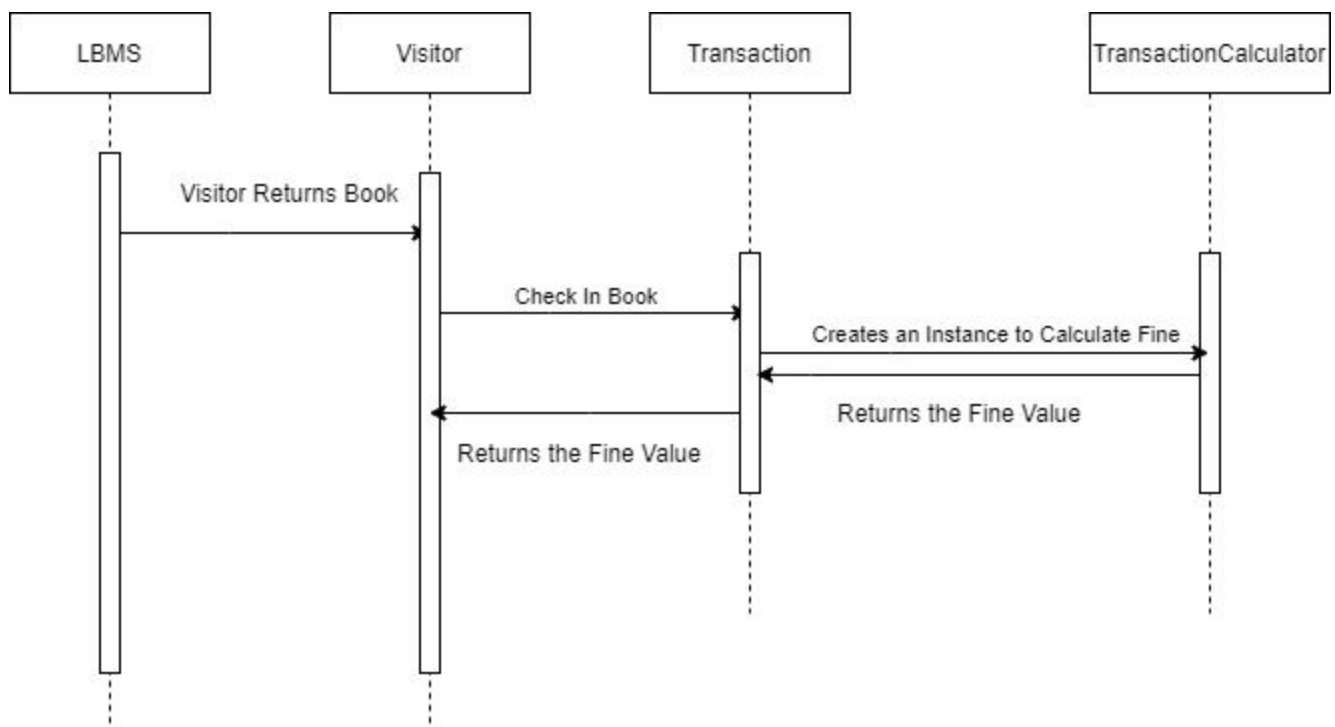 LBMS
Visitor
Transaction
TransactionCalculator
Visitor Returns Book
Check In Book
Creates an Instance to Calculate Fine
Returns the Fine Value
Returns the Fine Value